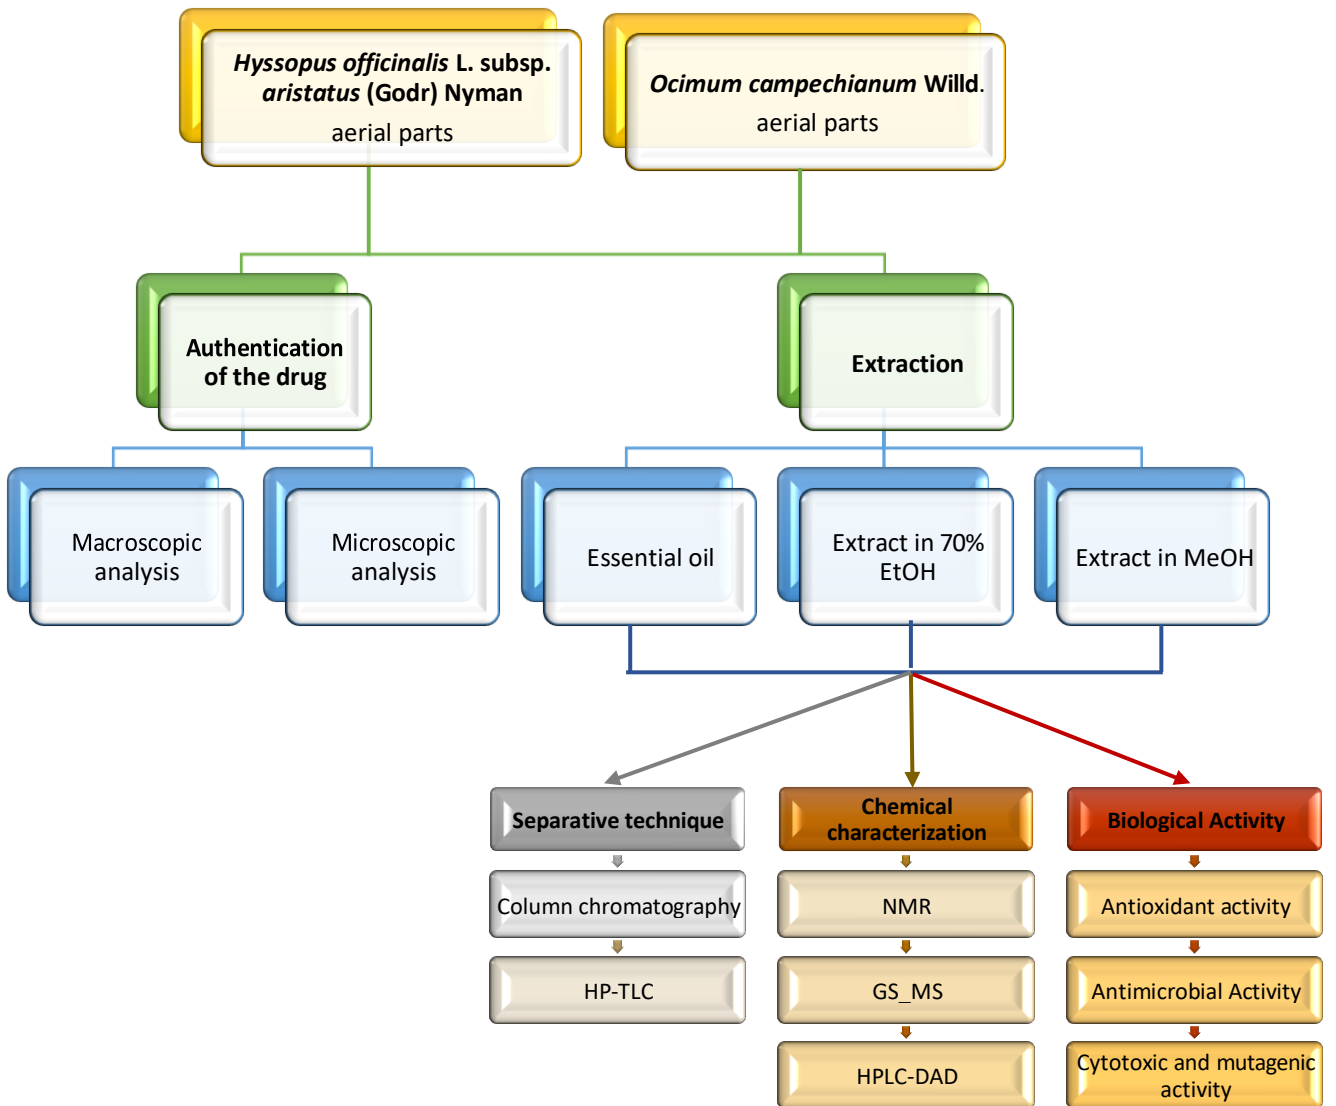 Hyssopus officinalis L. subsp.
aristatus (Godr) Nyman
aerial parts
Ocimum campechianum Willd.
aerial parts
Authentication
of the drug
Extraction
Macroscopic
analysis
Microscopic
analysis
Essential oil
Extract in 70%
EtOH
Extract in MeOH
Separative technique
Column chromatography
HP-TLC
Chemical
characterization
NMR
GS_MS
HPLC-DAD
Biological Activity
Antioxidant activity
Antimicrobial Activity
Cytotoxic and mutagenic
activity